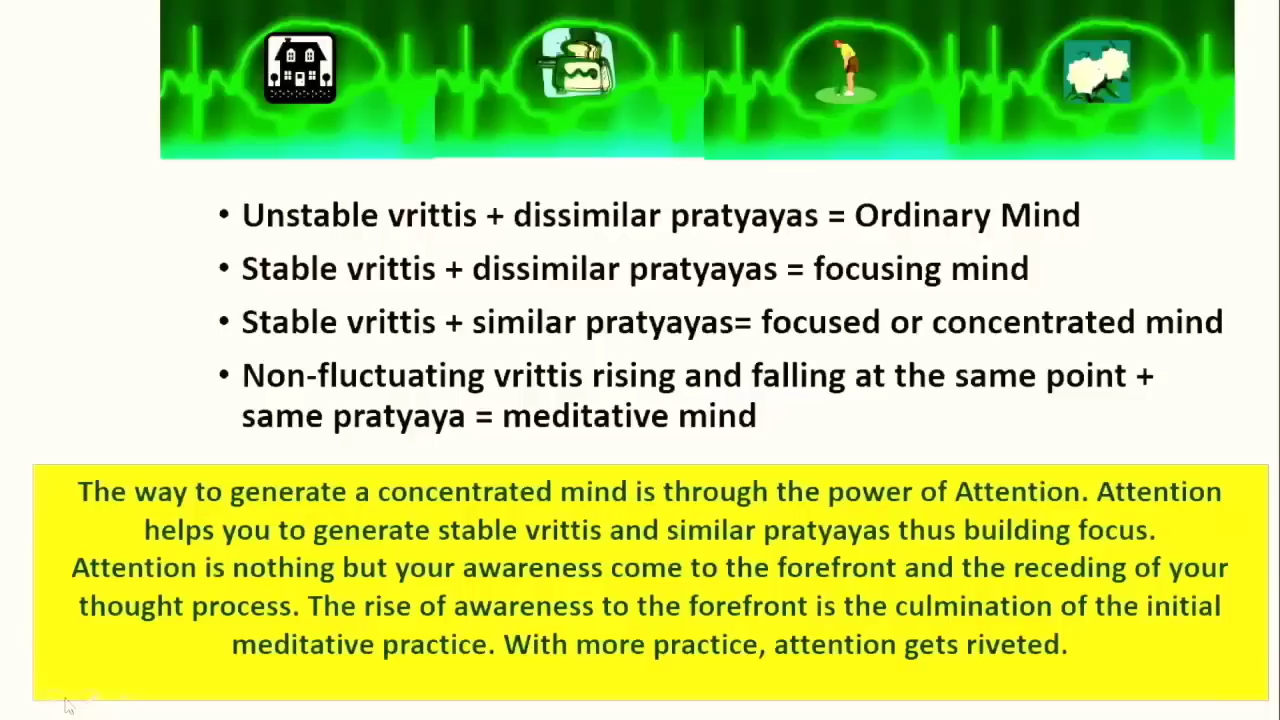 • Unstable vrittis + dissimilar pratyayas = Ordinary Mind
• Stable vrittis + dissimilar pratyayas = focusing mind
• Stable vrittis + similar pratyayas= focused or concentrated mind
• Non-fluctuating vrittis rising and falling at the same point +
same pratyaya = meditative mind
The way to generate a concentrated mind is through the power of Attention. Attention
helps you to generate stable vrittis and similar pratyayas thus building focus.
Attention is nothing but your awareness come to the forefront and the receding of your
thought process. The rise of awareness to the forefront is the culmination of the initial
meditative practice. With more practice, attention gets riveted.